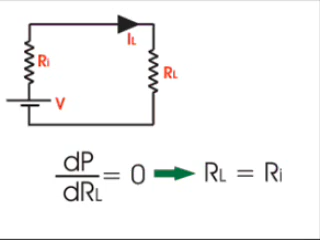 IL
Ri
RL
V
dP/dRL = 0 → RL = Ri